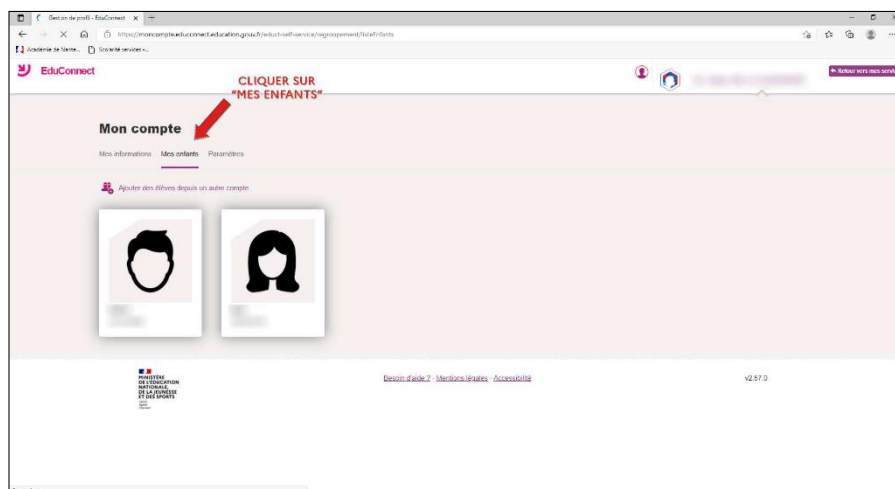 Gestion de profil - EduConnect
https://moncompte.educonnect.education.gouv.fr/educt-self-service/regroupement/listeEnfants
Académie de Nante...
Scolarité services -...
EduConnect
Retour vers mes servi
CLIQUER SUR
"MES ENFANTS"
Mon compte
Mes informations Mes enfants Paramètres
Ajouter des élèves depuis un autre compte
MINISTÈRE
DE L'ÉDUCATION
NATIONALE,
DE LA JEUNESSE
ET DES SPORTS
Besoin d'aide ? - Mentions légales - Accessibilité
v2.57.0